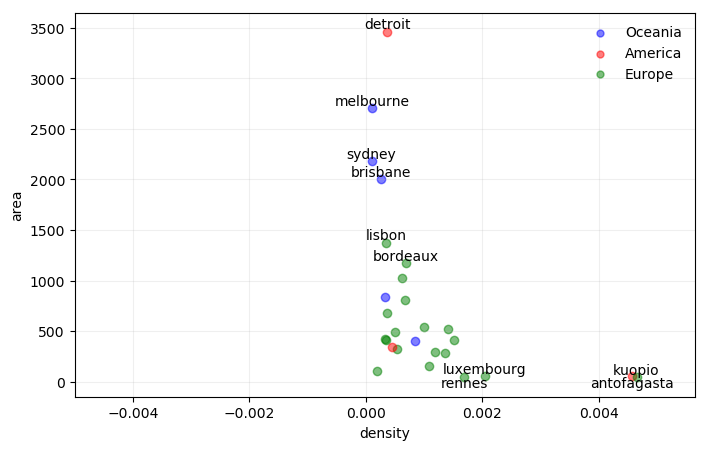 detroit
Oceania
America
Europe
melbourne
sydney
brisbane
lisbon
bordeaux
luxembourg
rennes
kuopio
antofagasta
3500
3000
2500
2000
1500
1000
500
0
area
−0.004
−0.002
0.000
0.002
0.004
density